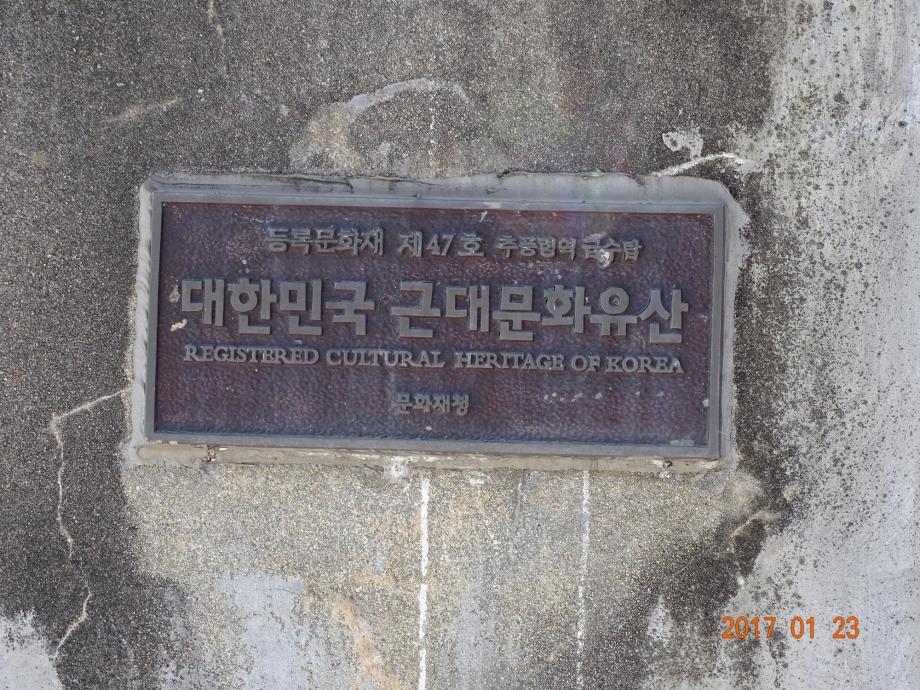 등록문화재 제47호 추풍령역 급수탑
대한민국 근대문화유산
REGISTERED CULTURAL HERITAGE OF KOREA
문화재청
2017 01 23